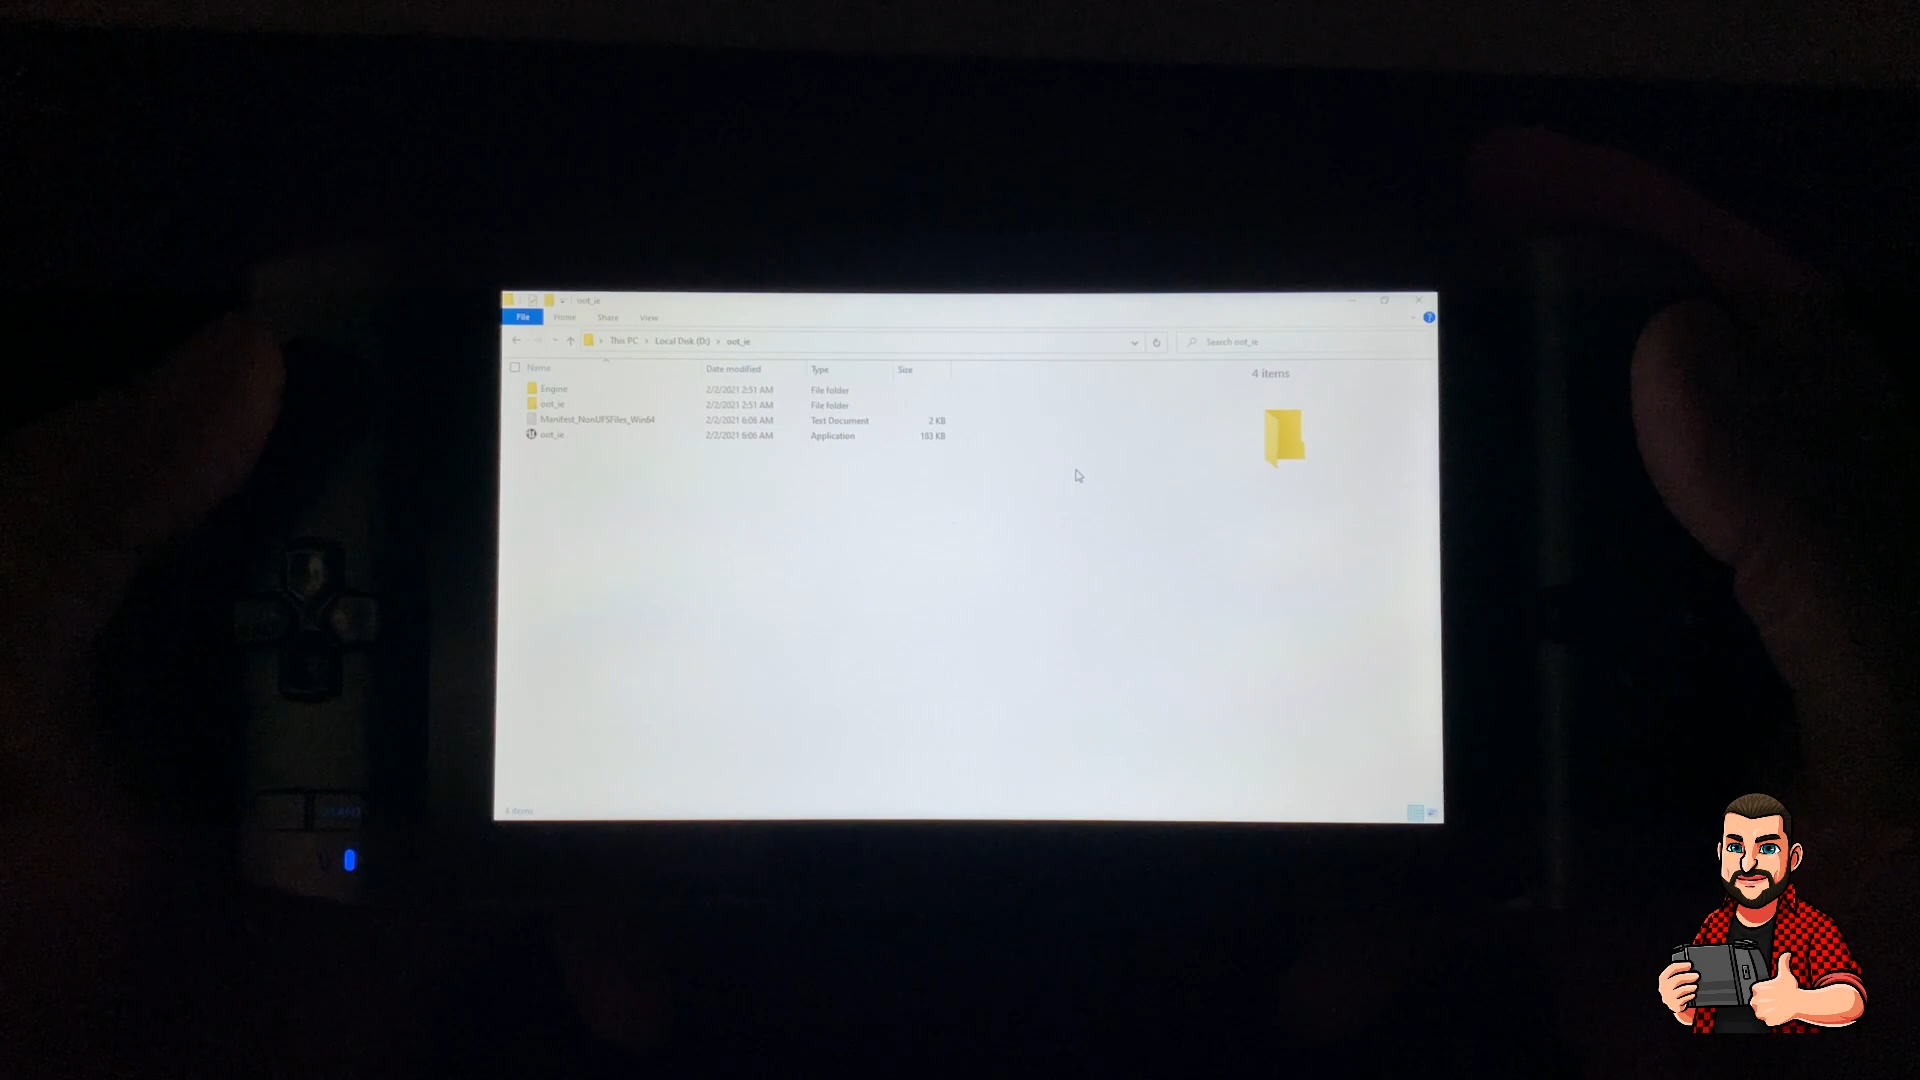 oot_ie
File Home Share View
This PC > Local Disk (D:) > oot_ie
Search oot_ie
Name Date modified Type Size
4 items
Engine 2/2/2021 2:51 AM File folder
oot_ie 2/2/2021 2:51 AM File folder
Manifest_NonUFSFiles_Win64 2/2/2021 6:06 AM Text Document 2 KB
oot_ie 2/2/2021 6:06 AM Application 183 KB
4 items
START